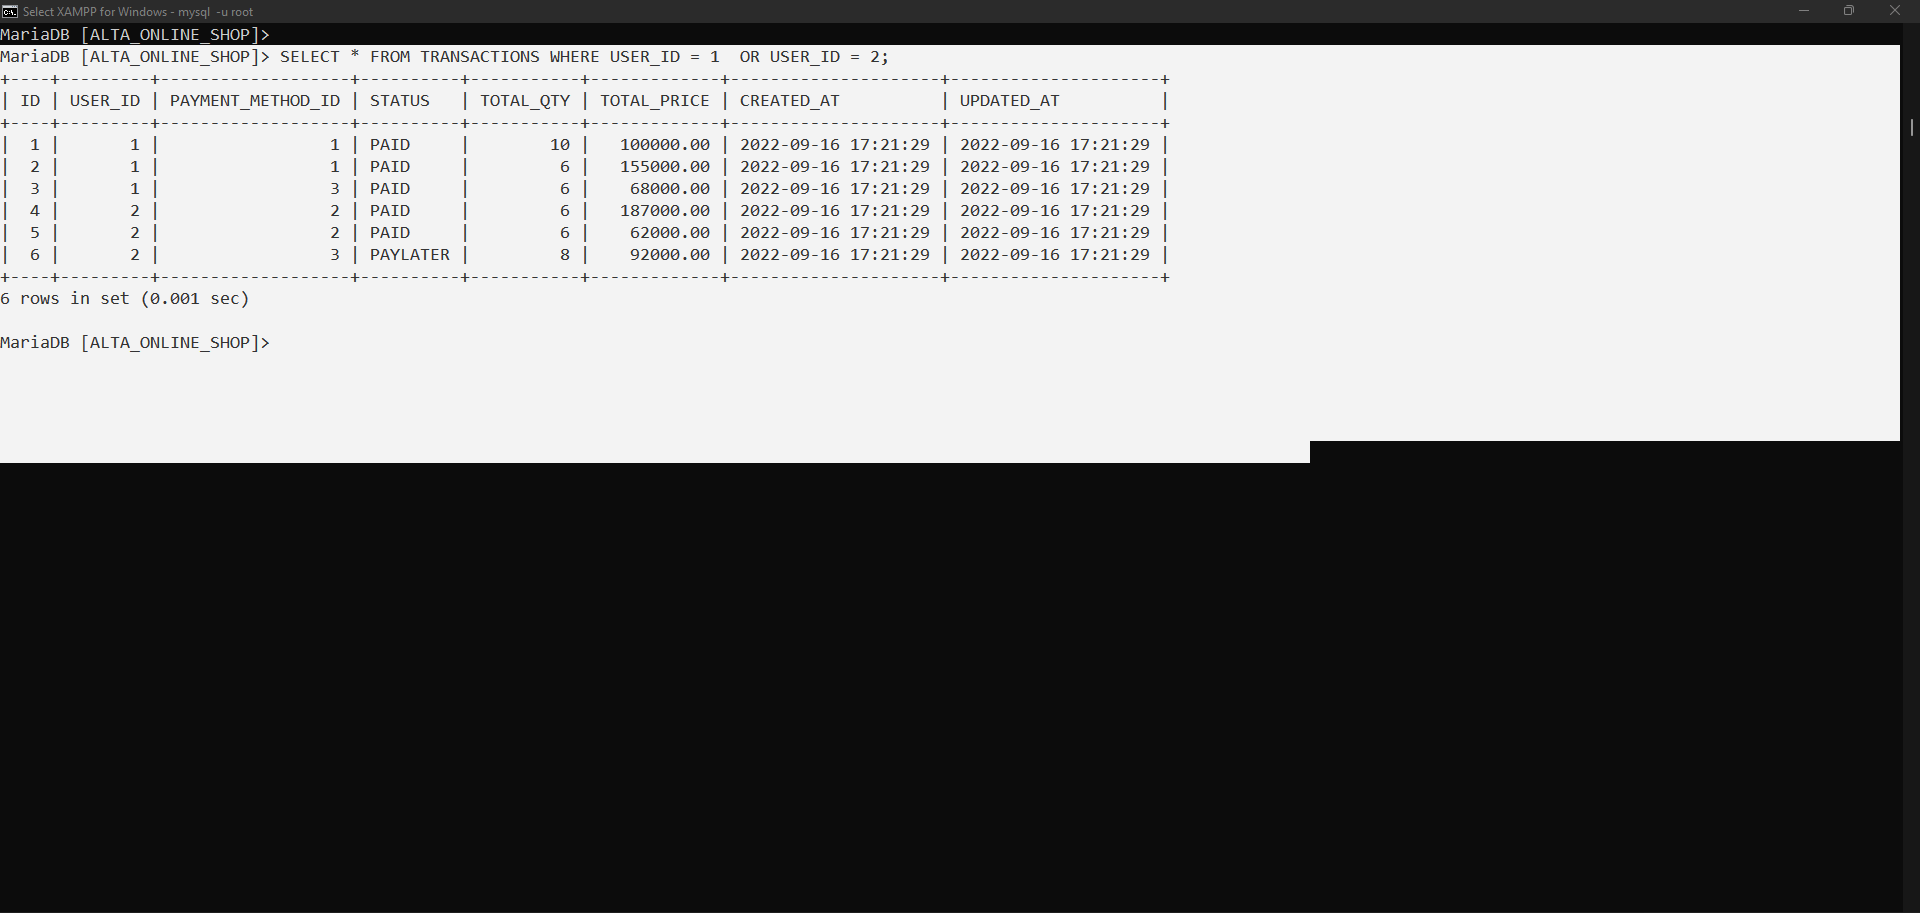 Select XAMPP for Windows - mysql  -u root
MariaDB [ALTA_ONLINE_SHOP]>
MariaDB [ALTA_ONLINE_SHOP]> SELECT * FROM TRANSACTIONS WHERE USER_ID = 1  OR USER_ID = 2;
+----+---------+-------------------+----------+-----------+-------------+---------------------+---------------------+
| ID | USER_ID | PAYMENT_METHOD_ID | STATUS   | TOTAL_QTY | TOTAL_PRICE | CREATED_AT          | UPDATED_AT          |
+----+---------+-------------------+----------+-----------+-------------+---------------------+---------------------+
|  1 |       1 |                 1 | PAID     |        10 |   100000.00 | 2022-09-16 17:21:29 | 2022-09-16 17:21:29 |
|  2 |       1 |                 1 | PAID     |         6 |   155000.00 | 2022-09-16 17:21:29 | 2022-09-16 17:21:29 |
|  3 |       1 |                 3 | PAID     |         6 |    68000.00 | 2022-09-16 17:21:29 | 2022-09-16 17:21:29 |
|  4 |       2 |                 2 | PAID     |         6 |   187000.00 | 2022-09-16 17:21:29 | 2022-09-16 17:21:29 |
|  5 |       2 |                 2 | PAID     |         6 |    62000.00 | 2022-09-16 17:21:29 | 2022-09-16 17:21:29 |
|  6 |       2 |                 3 | PAYLATER |         8 |    92000.00 | 2022-09-16 17:21:29 | 2022-09-16 17:21:29 |
+----+---------+-------------------+----------+-----------+-------------+---------------------+---------------------+
6 rows in set (0.001 sec)
MariaDB [ALTA_ONLINE_SHOP]>